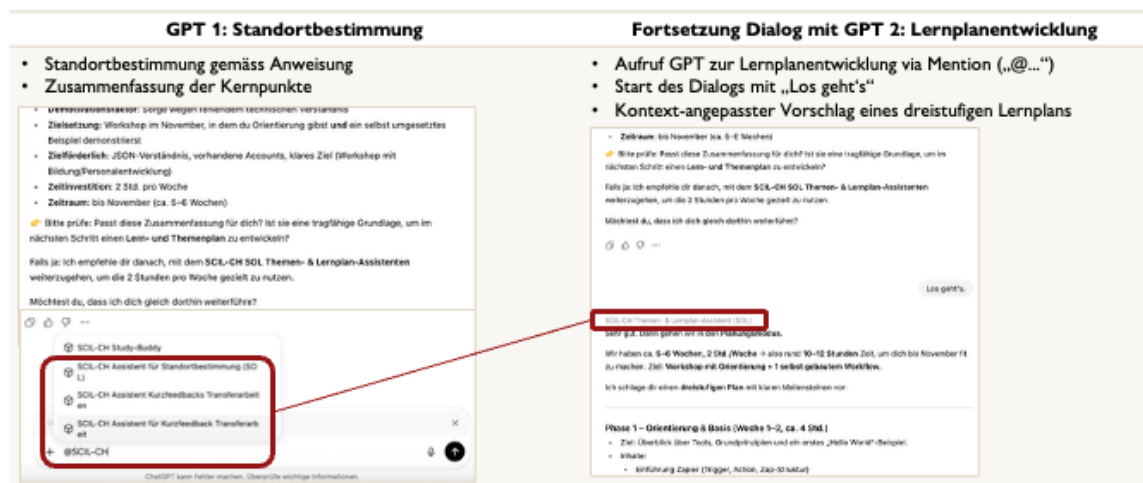 GPT 1: Standortbestimmung
• Standortbestimmung gemäss Anweisung
• Zusammenfassung der Kernpunkte
• Demotivationsfaktor: Sorge wegen fehlendem technischen Verständnis
• Zielsetzung: Workshop im November, in dem du Orientierung gibst und ein selbst umgesetztes
Beispiel demonstrierst
• Zielförderlich: JSON-Verständnis, vorhandene Accounts, klares Ziel (Workshop mit
Bildung/Personalentwicklung)
• Zeitinvestition: 2 Std. pro Woche
• Zeitraum: bis November (ca. 5–6 Wochen)
👉 Bitte prüfe: Passt diese Zusammenfassung für dich? Ist sie eine tragfähige Grundlage, um im
nächsten Schritt einen Lern- und Themenplan zu entwickeln?
Falls ja: Ich empfehle dir danach, mit dem SCIL-CH SOL Themen- & Lernplan-Assistenten
weiterzugehen, um die 2 Stunden pro Woche gezielt zu nutzen.
Möchtest du, dass ich dich gleich dorthin weiterführe?
SCIL-CH Study-Buddy
SCIL-CH Assistent für Standortbestimmung (SO
L)
SCIL-CH Assistent Kurzfeedbacks Transferarbeit
en
SCIL-CH Assistent für Kurzfeedback Transferarb
eit
@SCIL-CH
ChatGPT kann Fehler machen. Überprüfe wichtige Informationen.
Fortsetzung Dialog mit GPT 2: Lernplanentwicklung
• Aufruf GPT zur Lernplanentwicklung via Mention („@...“)
• Start des Dialogs mit „Los geht's“
• Kontext-angepasster Vorschlag eines dreistufigen Lernplans
• Zeitraum: bis November (ca. 5–6 Wochen)
👉 Bitte prüfe: Passt diese Zusammenfassung für dich? Ist sie eine tragfähige Grundlage, um im
nächsten Schritt einen Lern- und Themenplan zu entwickeln?
Falls ja: Ich empfehle dir danach, mit dem SCIL-CH SOL Themen- & Lernplan-Assistenten
weiterzugehen, um die 2 Stunden pro Woche gezielt zu nutzen.
Möchtest du, dass ich dich gleich dorthin weiterführe?
Los geht's.
SCIL-CH Themen- & Lernplan-Assistent (SOL)
Sehr gut. Dann gehen wir in den Planungsmodus.
Wir haben ca. 5–6 Wochen, 2 Std./Woche → also rund 10–12 Stunden Zeit, um dich bis November fit
zu machen. Ziel: Workshop mit Orientierung + 1 selbst gebautem Workflow.
Ich schlage dir einen dreistufigen Plan mit klaren Meilensteinen vor:
Phase 1 – Orientierung & Basis (Woche 1–2, ca. 4 Std.)
• Ziel: Überblick über Tools, Grundprinzipien und ein erstes „Hello World“-Beispiel.
• Inhalte:
• Einführung Zapier (Trigger, Action, Zap-Struktur)